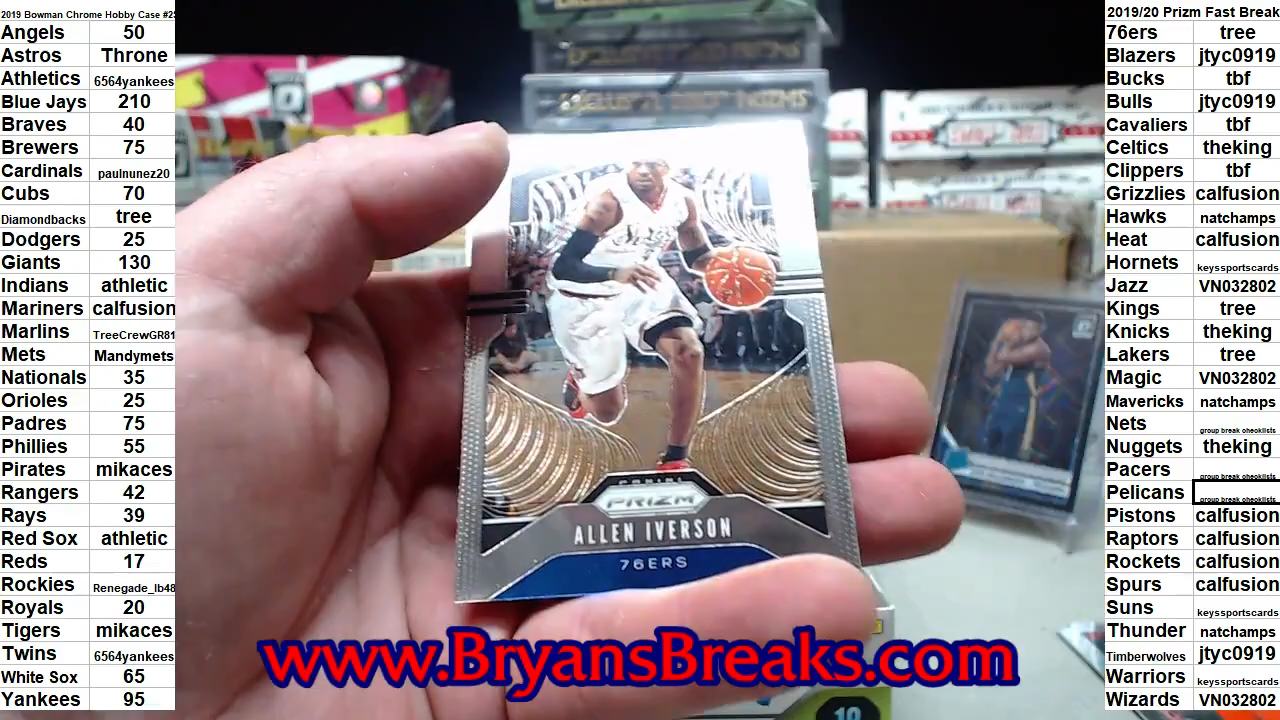 2019 Bowman Chrome Hobby Case #2
Angels 50
Astros Throne
Athletics 6564yankees
Blue Jays 210
Braves 40
Brewers 75
Cardinals paulnunez20
Cubs 70
Diamondbacks tree
Dodgers 25
Giants 130
Indians athletic
Mariners calfusion
Marlins TreeCrewGR81
Mets Mandymets
Nationals 35
Orioles 25
Padres 75
Phillies 55
Pirates mikaces
Rangers 42
Rays 39
Red Sox athletic
Reds 17
Rockies Renegade_lb48
Royals 20
Tigers mikaces
Twins 6564yankees
White Sox 65
Yankees 95
PANINI
PRIZM
ALLEN IVERSON
76ERS
www.BryansBreaks.com
10
2019/20 Prizm Fast Break
76ers tree
Blazers jtyc0919
Bucks tbf
Bulls jtyc0919
Cavaliers tbf
Celtics theking
Clippers tbf
Grizzlies calfusion
Hawks natchamps
Heat calfusion
Hornets keyssportscards
Jazz VN032802
Kings tree
Knicks theking
Lakers tree
Magic VN032802
Mavericks natchamps
Nets group break checklists
Nuggets theking
Pacers group break checklists
Pelicans group break checklists
Pistons calfusion
Raptors calfusion
Rockets calfusion
Spurs calfusion
Suns keyssportscards
Thunder natchamps
Timberwolves jtyc0919
Warriors keyssportscards
Wizards VN032802